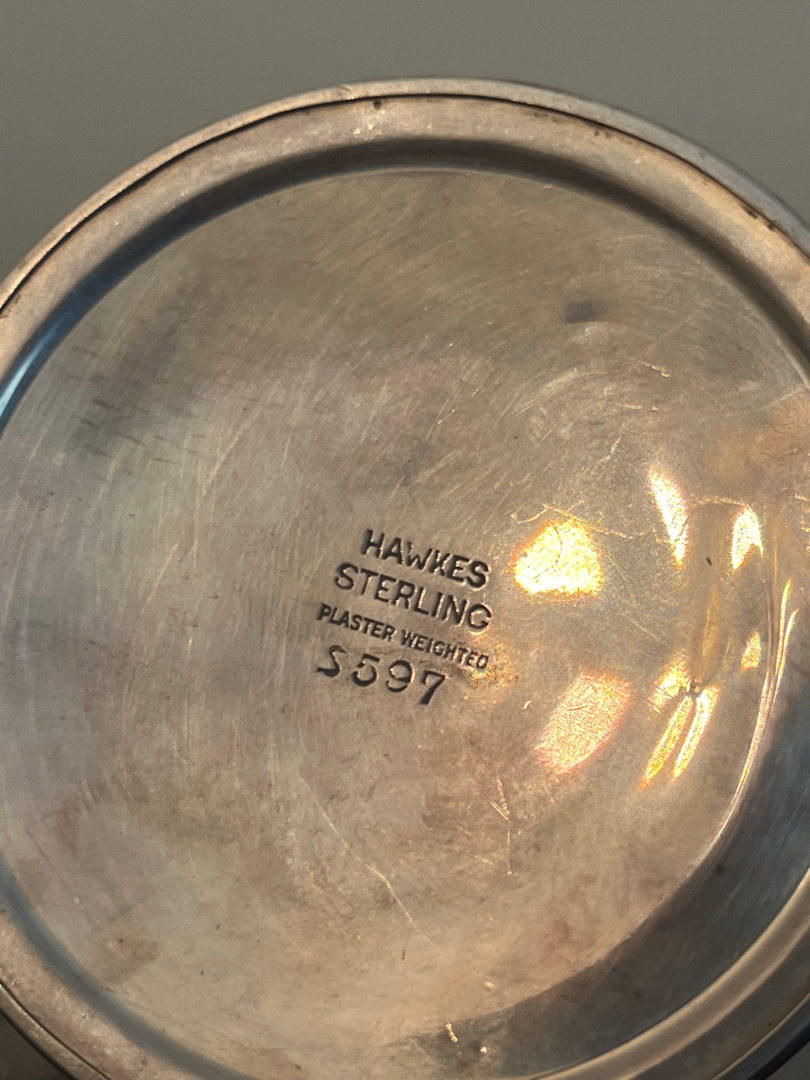 HAWKES
STERLING
PLASTER WEIGHTED
S597